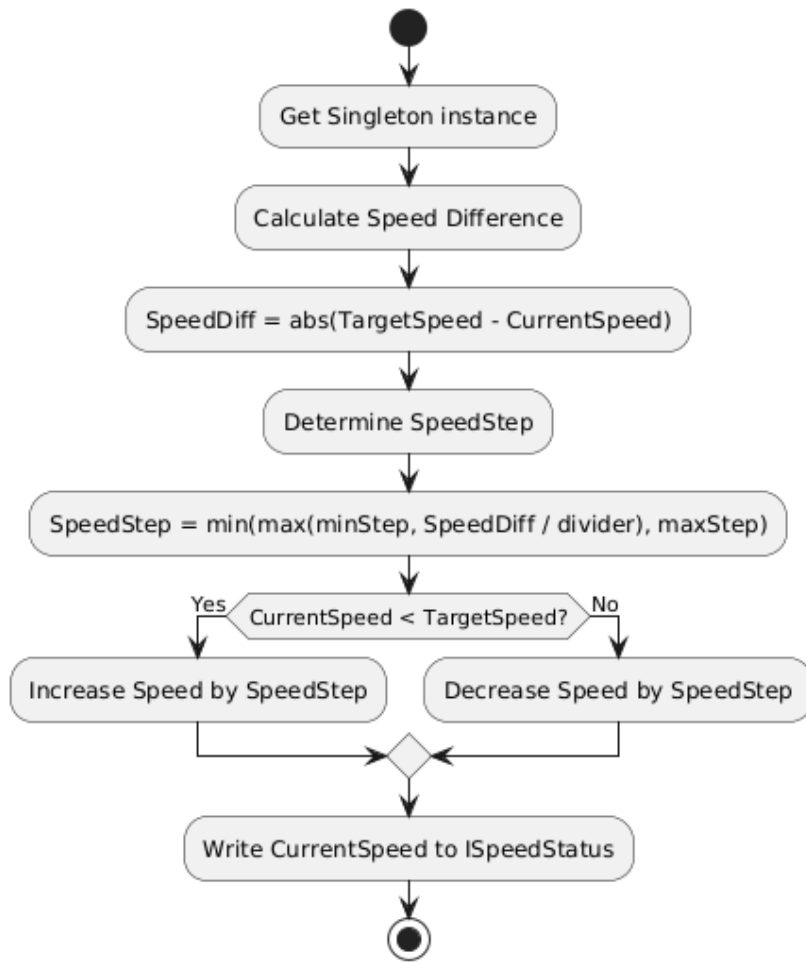 Get Singleton instance
Calculate Speed Difference
SpeedDiff = abs(TargetSpeed - CurrentSpeed)
Determine SpeedStep
SpeedStep = min(max(minStep, SpeedDiff / divider), maxStep)
Yes
CurrentSpeed < TargetSpeed?
No
Increase Speed by SpeedStep
Decrease Speed by SpeedStep
Write CurrentSpeed to ISpeedStatus